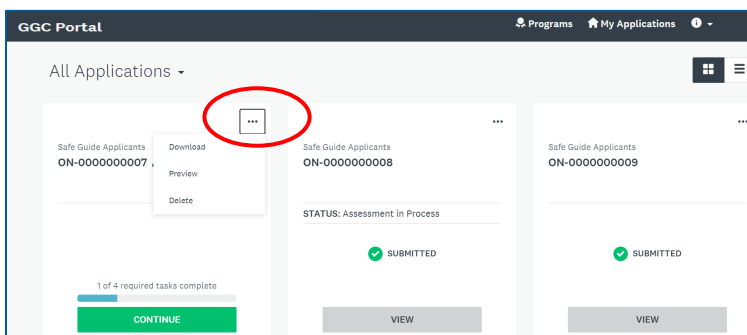 GGC Portal
Programs
My Applications
All Applications
Safe Guide Applicants
ON-0000000007
Download
Preview
Delete
1 of 4 required tasks complete
CONTINUE
Safe Guide Applicants
ON-0000000008
STATUS: Assessment in Process
SUBMITTED
VIEW
Safe Guide Applicants
ON-0000000009
SUBMITTED
VIEW